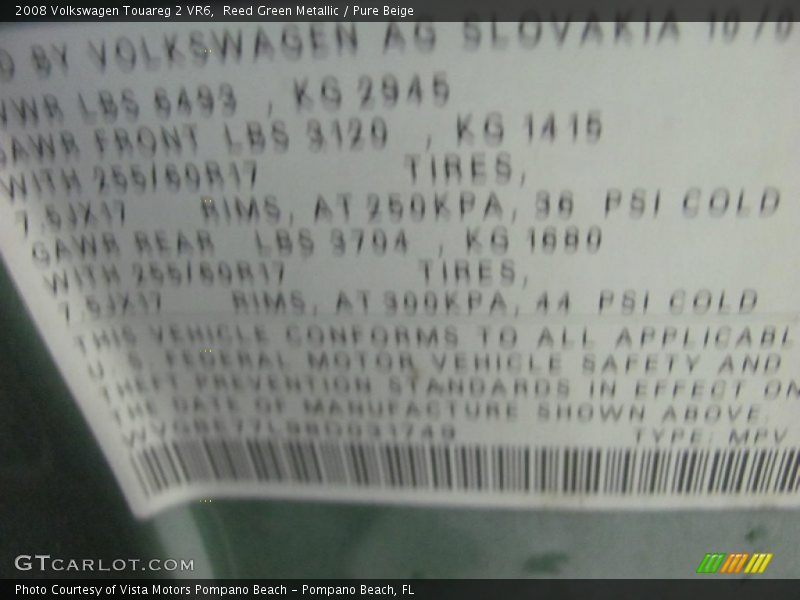 2008 Volkswagen Touareg 2 VR6,  Reed Green Metallic / Pure Beige
D BY VOLKSWAGEN AG SLOVAKIA 10/0
VWR LBS 6493 , KG 2945
GAWR FRONT LBS 3120 , KG 1415
WITH 255/60R17 TIRES,
7.5JX17 RIMS, AT 250KPA, 36 PSI COLD
GAWR REAR LBS 3704 , KG 1680
WITH 255/60R17 TIRES,
7.5JX17 RIMS, AT 300KPA, 44 PSI COLD
THIS VEHICLE CONFORMS TO ALL APPLICABL
U.S. FEDERAL MOTOR VEHICLE SAFETY AND
THEFT PREVENTION STANDARDS IN EFFECT ON
THE DATE OF MANUFACTURE SHOWN ABOVE.
TYPE: MPV
GTCARLOT.COM
Photo Courtesy of Vista Motors Pompano Beach - Pompano Beach, FL